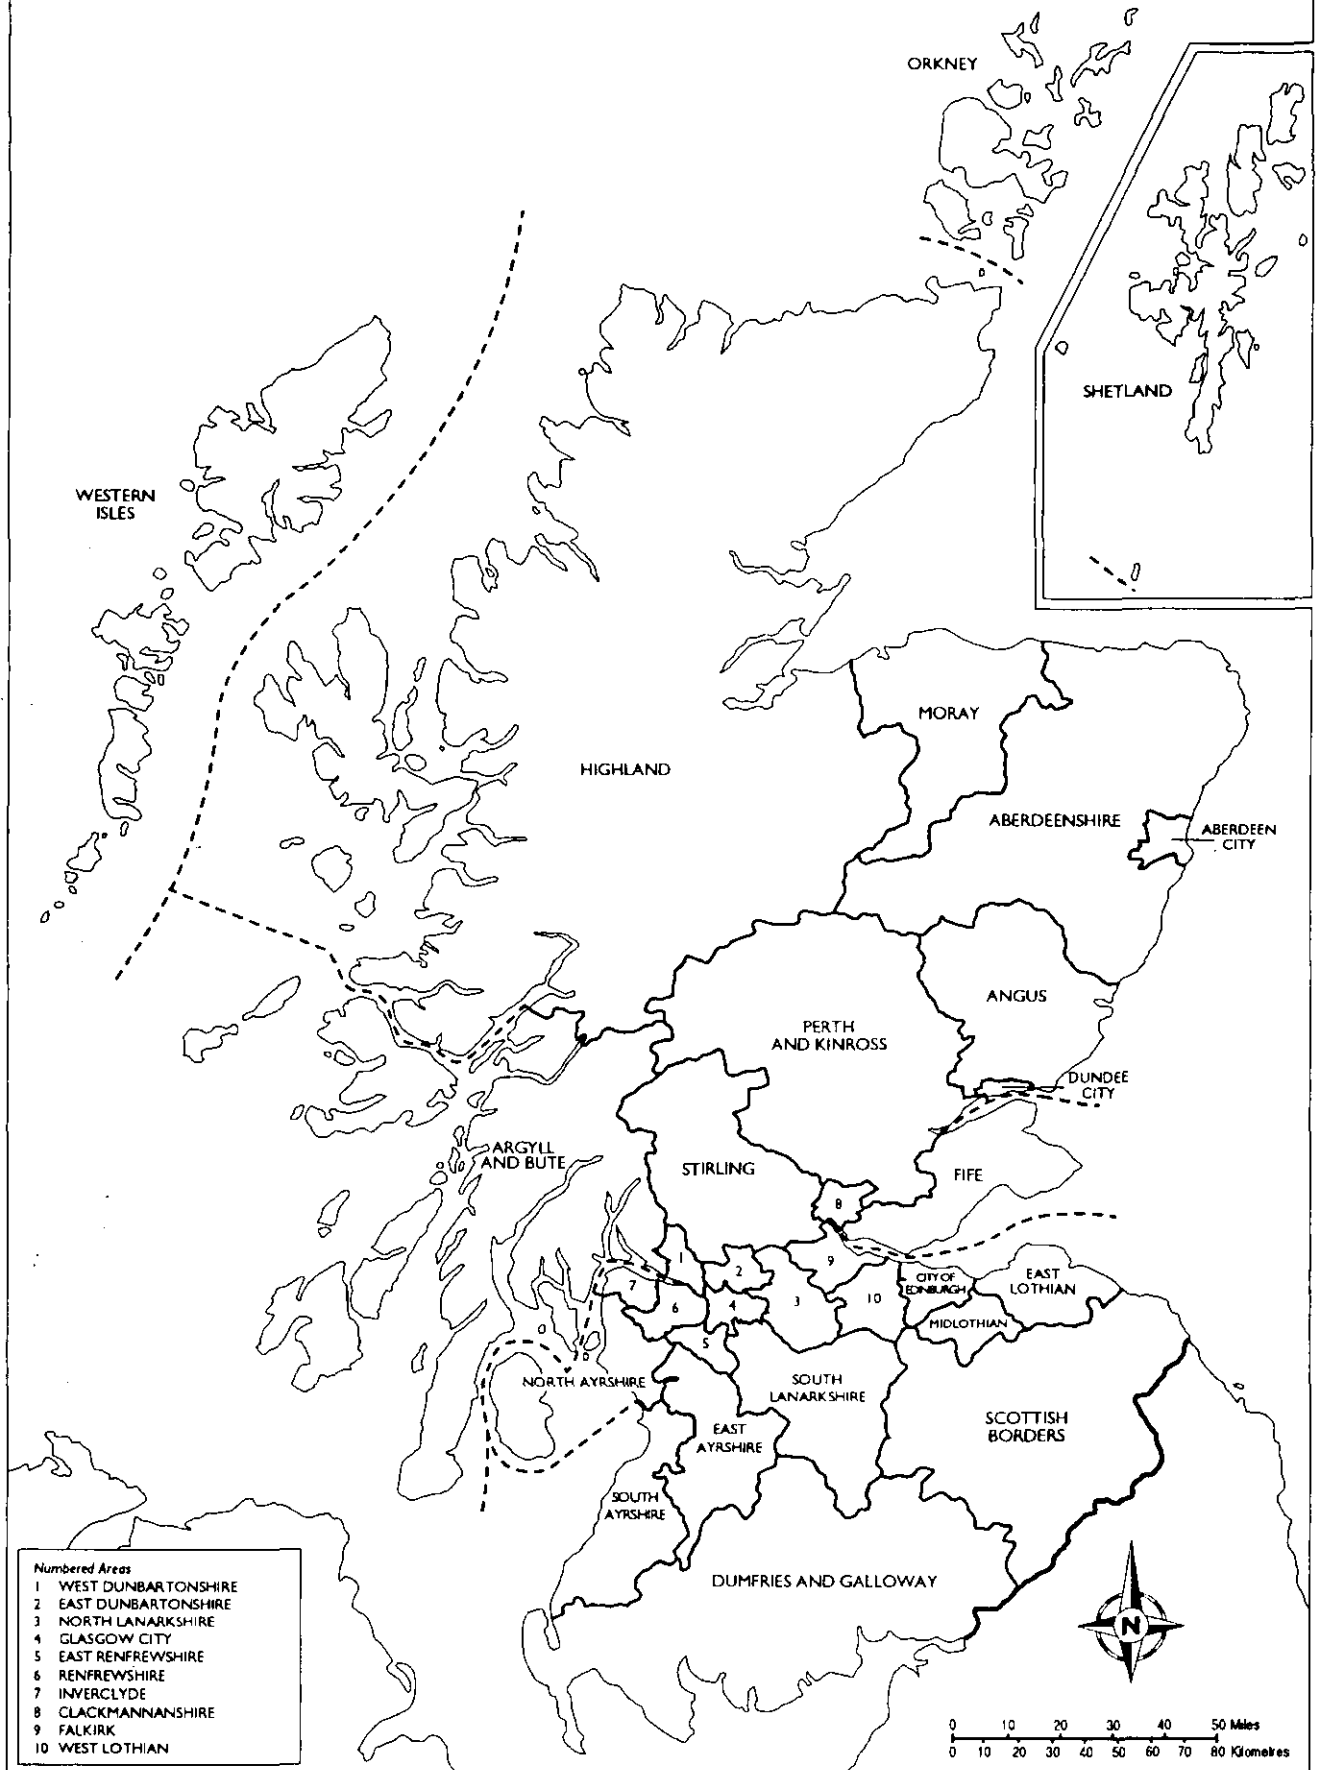 ORKNEY
SHETLAND
WESTERN
ISLES
MORAY
HIGHLAND
ABERDEENSHIRE
ABERDEEN
CITY
ANGUS
PERTH
AND KINROSS
DUNDEE
CITY
ARGYLL
AND BUTE
STIRLING
FIFE
8
1
2
9
7
6
4
3
10
5
CITY OF
EDINBURGH
EAST
LOTHIAN
MIDLOTHIAN
NORTH AYRSHIRE
SOUTH
LANARKSHIRE
EAST
AYRSHIRE
SCOTTISH
BORDERS
SOUTH
AYRSHIRE
DUMFRIES AND GALLOWAY
Numbered Areas
1 WEST DUNBARTONSHIRE
2 EAST DUNBARTONSHIRE
3 NORTH LANARKSHIRE
4 GLASGOW CITY
5 EAST RENFREWSHIRE
6 RENFREWSHIRE
7 INVERCLYDE
8 CLACKMANNANSHIRE
9 FALKIRK
10 WEST LOTHIAN
N
0 10 20 30 40 50 Miles
0 10 20 30 40 50 60 70 80 Kilometres